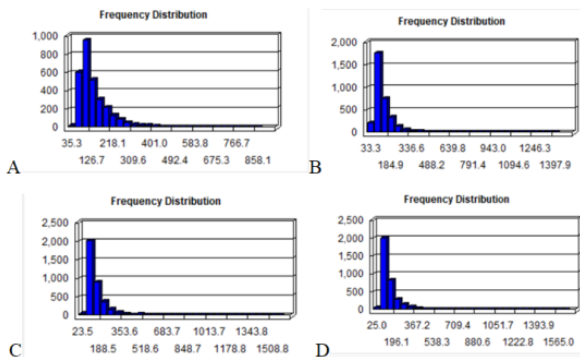 Frequency Distribution
1,000
800
600
400
200
0
35.3 218.1 401.0 583.8 766.7
126.7 309.6 492.4 675.3 858.1
A
Frequency Distribution
2,000
1,500
1,000
500
0
33.3 336.6 639.8 943.0 1246.3
184.9 488.2 791.4 1094.6 1397.9
B
Frequency Distribution
2,500
2,000
1,500
1,000
500
0
23.5 353.6 683.7 1013.7 1343.8
188.5 518.6 848.7 1178.8 1508.8
C
Frequency Distribution
2,500
2,000
1,500
1,000
500
0
25.0 367.2 709.4 1051.7 1393.9
196.1 538.3 880.6 1222.8 1565.0
D